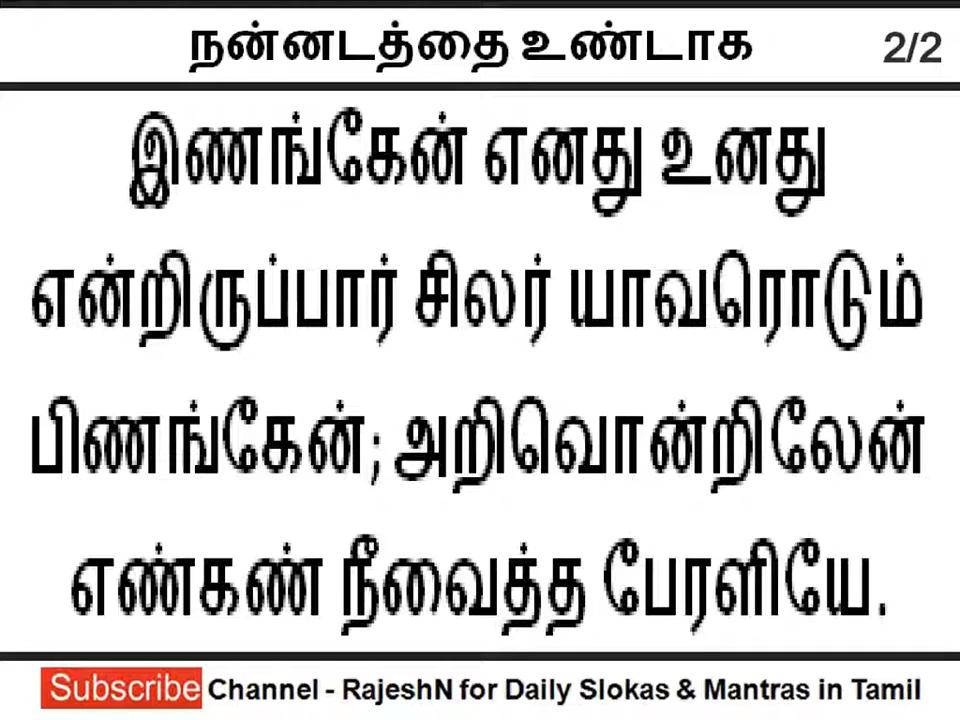 நன்னடத்தை உண்டாக 2/2
இணங்கேன் எனது உனது
என்றிருப்பார் சிலர் யாவரொடும்
பிணங்கேன்; அறிவொன்றிலேன்
எண்கண் நீவைத்த பேரளியே.
Subscribe Channel - RajeshN for Daily Slokas & Mantras in Tamil